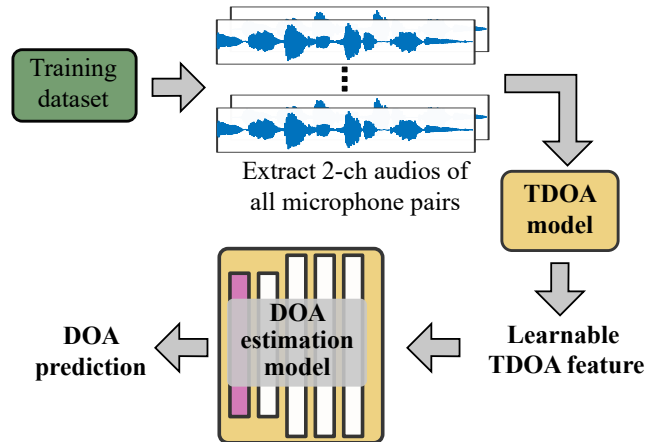 Training
dataset
Extract 2-ch audios of
all microphone pairs
TDOA
model
Learnable
TDOA feature
DOA
estimation
model
DOA
prediction